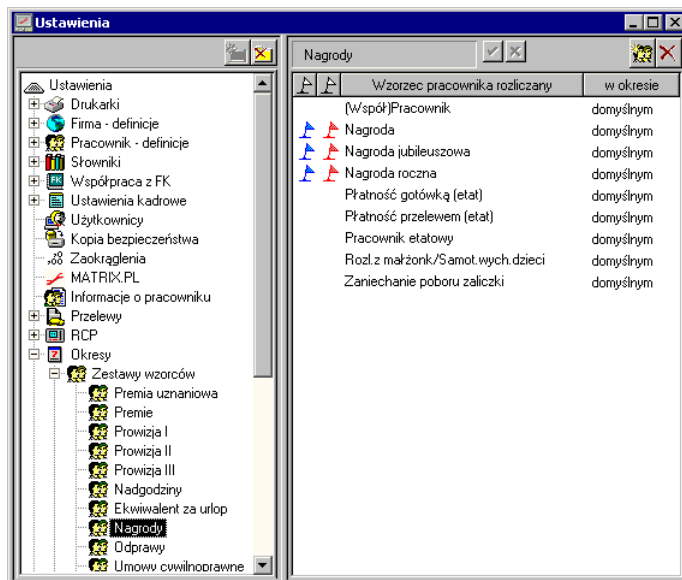 Ustawienia
Nagrody
Ustawienia
Drukarki
Firma - definicje
Pracownik - definicje
Słowniki
FK Współpraca z FK
Ustawienia kadrowe
Użytkownicy
Kopia bezpieczeństwa
Zaokrąglenia
MATRIX.PL
Informacje o pracowniku
Przelewy
RCP
Okresy
Zestawy wzorców
Premia uznaniowa
Premie
Prowizja I
Prowizja II
Prowizja III
Nadgodziny
Ekwiwalent za urlop
Nagrody
Odprawy
Umowy cywilnoprawne
Wzorzec pracownika rozliczany w okresie
(Współ)Pracownik domyślnym
Nagroda domyślnym
Nagroda jubileuszowa domyślnym
Nagroda roczna domyślnym
Płatność gotówką (etat) domyślnym
Płatność przelewem (etat) domyślnym
Pracownik etatowy domyślnym
Rozl.z małżonk/Samot.wych.dzieci domyślnym
Zaniechanie poboru zaliczki domyślnym